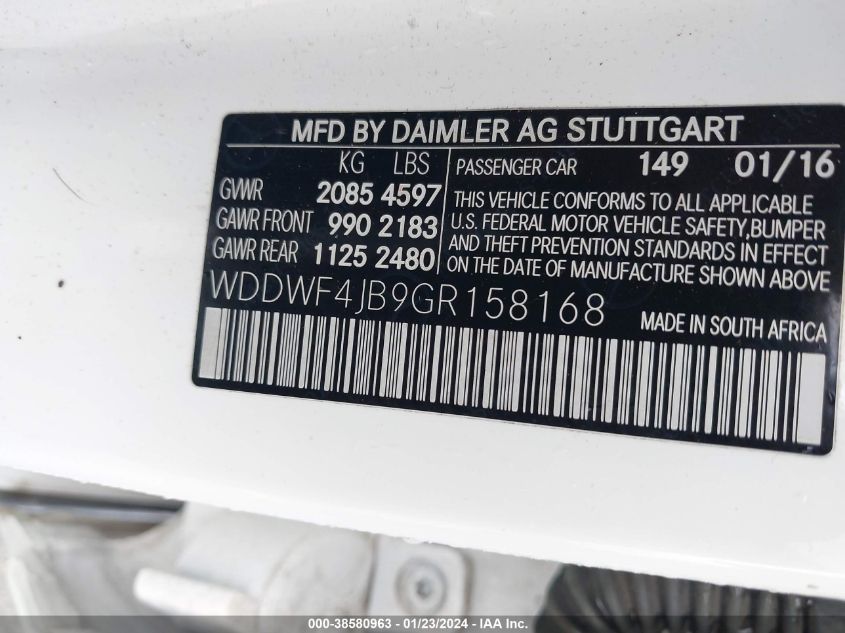 MFD BY DAIMLER AG STUTTGART
KG LBS
GVWR 2085 4597
GAWR FRONT 990 2183
GAWR REAR 1125 2480
PASSENGER CAR 149 01/16
THIS VEHICLE CONFORMS TO ALL APPLICABLE
U.S. FEDERAL MOTOR VEHICLE SAFETY,BUMPER
AND THEFT PREVENTION STANDARDS IN EFFECT
ON THE DATE OF MANUFACTURE SHOWN ABOVE
WDDWF4JB9GR158168
MADE IN SOUTH AFRICA
000-38580963 - 01/23/2024 - IAA Inc.